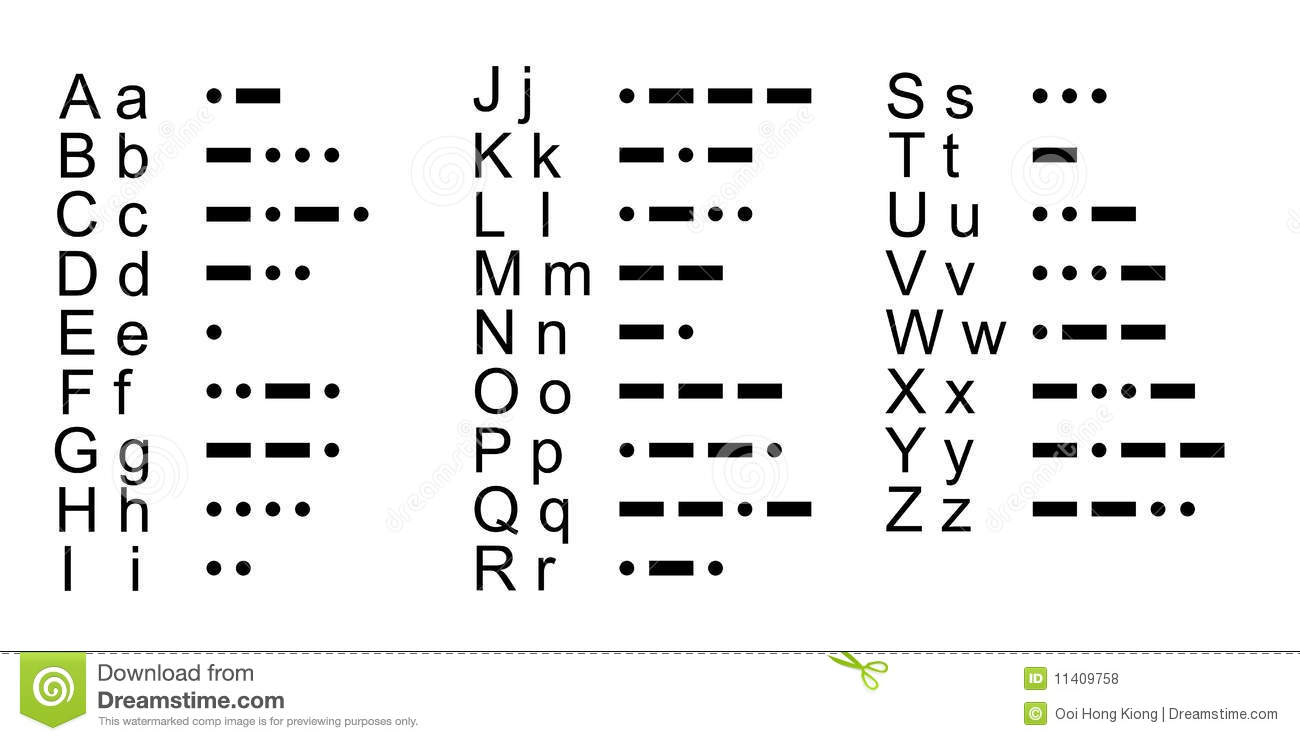 A a •—
B b —•••
C c —•—•
D d —••
E e •
F f ••—•
G g ——•
H h ••••
I i ••
J j •———
K k —•—
L l •—••
M m ——
N n —•
O o ———
P p •——•
Q q ——•—
R r •—•
S s •••
T t —
U u ••—
V v •••—
W w •——
X x —••—
Y y —•——
Z z ——••
Download from
Dreamstime.com
This watermarked comp image is for previewing purposes only.
ID 11409758
© Ooi Hong Kiong | Dreamstime.com